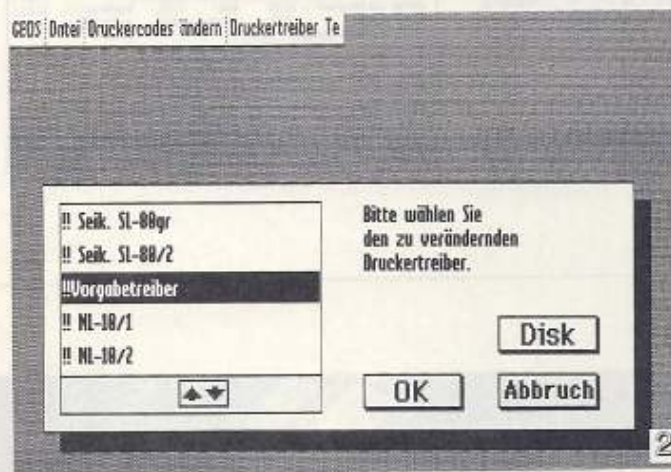 GEOS Datei Druckercodes ändern Druckertreiber Te
!! Seik. SL-80gr
!! Seik. SL-80/2
!!Vorgabetreiber
!! NL-10/1
!! NL-10/2
Bitte wählen Sie
den zu verändernden
Druckertreiber.
Disk
OK
Abbruch
2